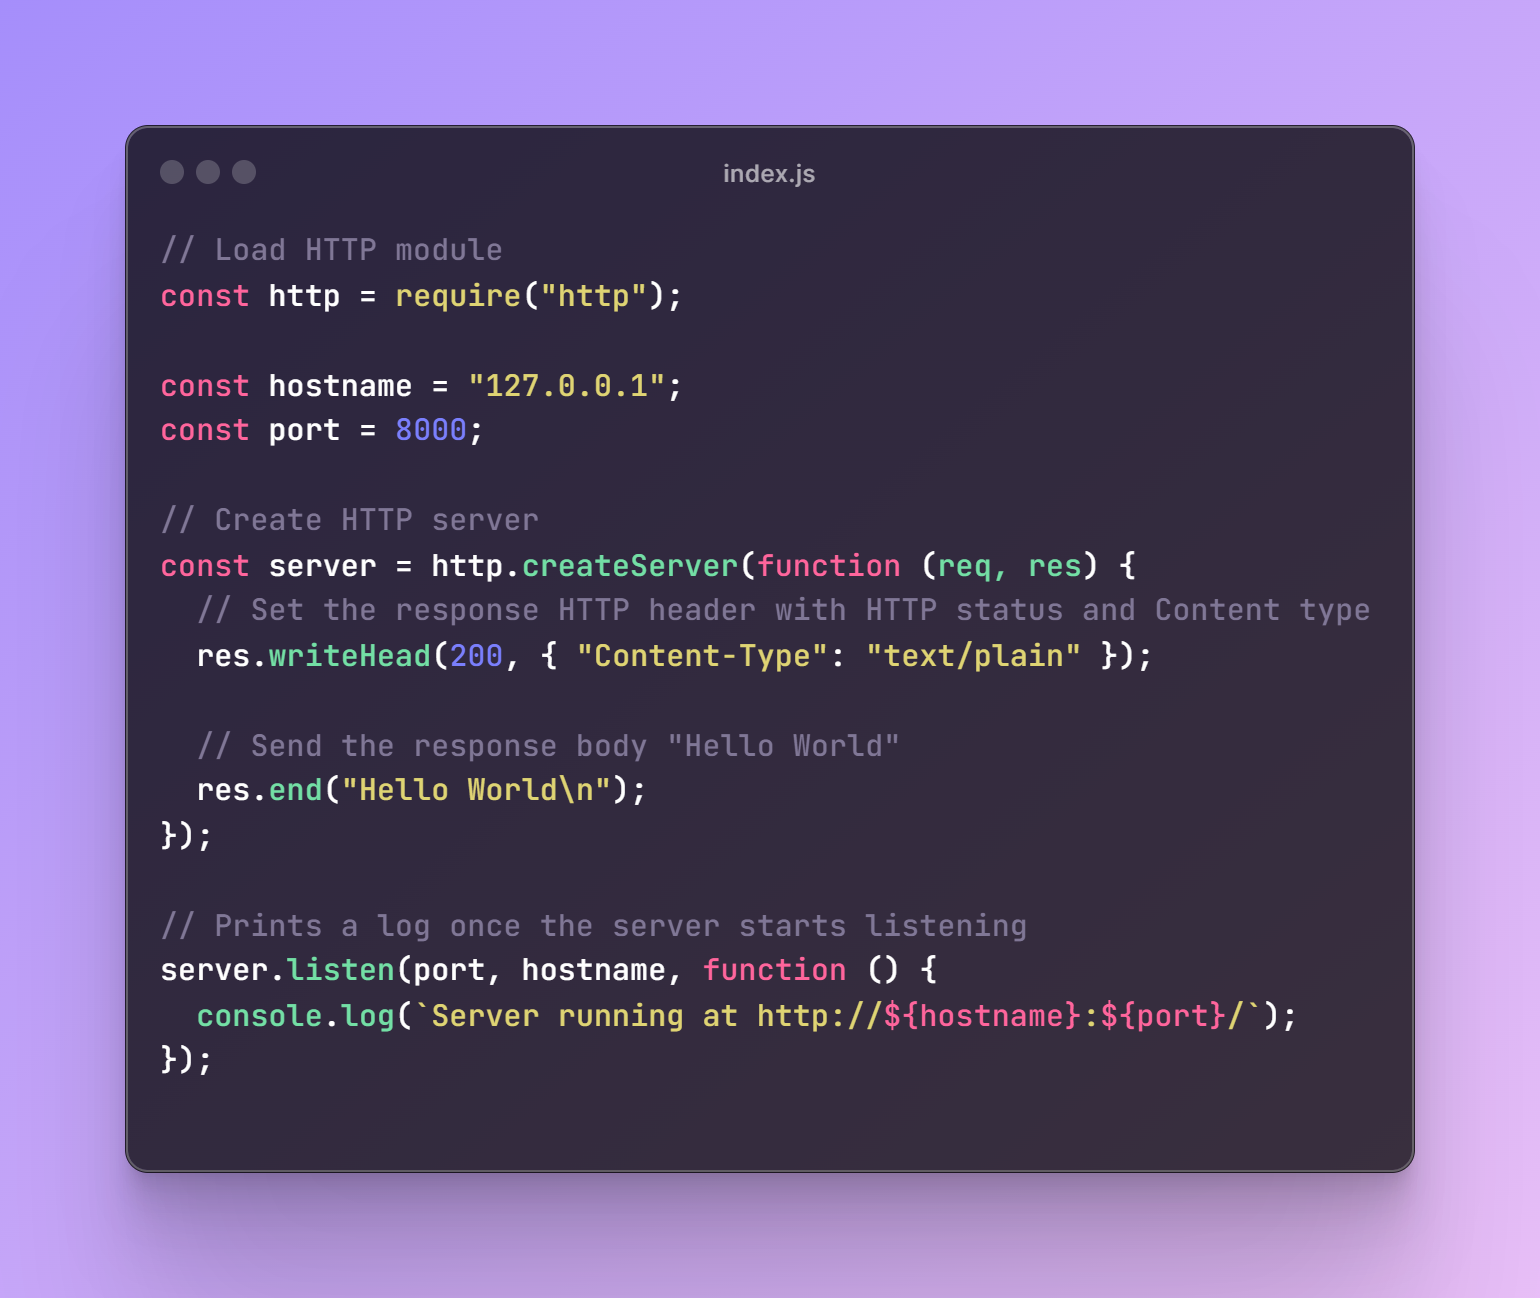 index.js
// Load HTTP module
const http = require("http");
const hostname = "127.0.0.1";
const port = 8000;
// Create HTTP server
const server = http.createServer(function (req, res) {
  // Set the response HTTP header with HTTP status and Content type
  res.writeHead(200, { "Content-Type": "text/plain" });
  // Send the response body "Hello World"
  res.end("Hello World\n");
});
// Prints a log once the server starts listening
server.listen(port, hostname, function () {
  console.log(`Server running at http://${hostname}:${port}/`);
});